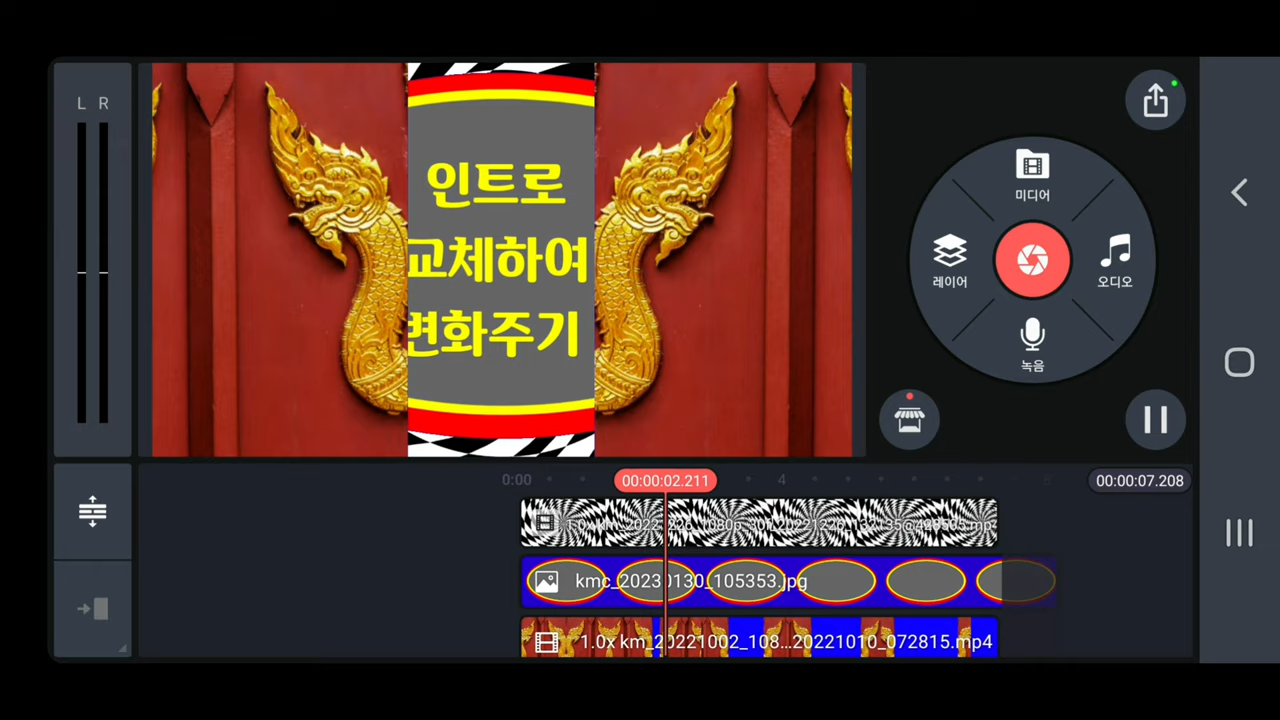 L R
인트로
교체하여
변화주기
미디어
레이어
오디오
녹음
0:00
00:00:02.211
4
00:00:07.208
kmc_20230130_105353.jpg
1.0x km_20221002_108...20221010_072815.mp4